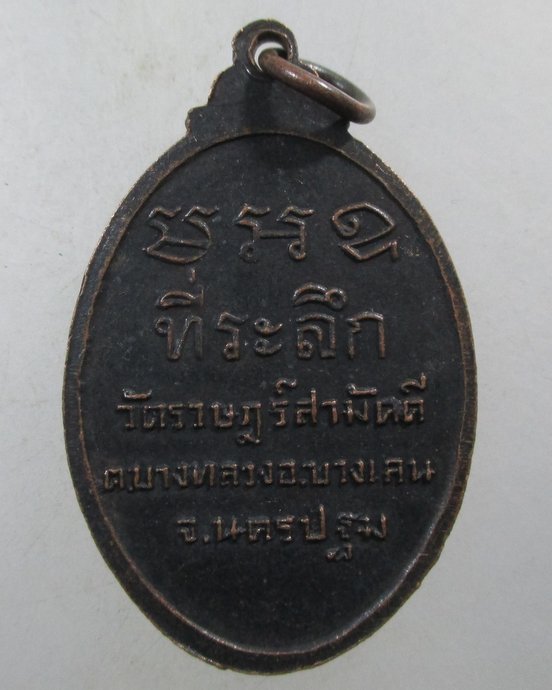 ที่ระลึก
วัดราษฎร์สามัคคี
ต.บางหลวงอ.บางเลน
จ.นครปฐม